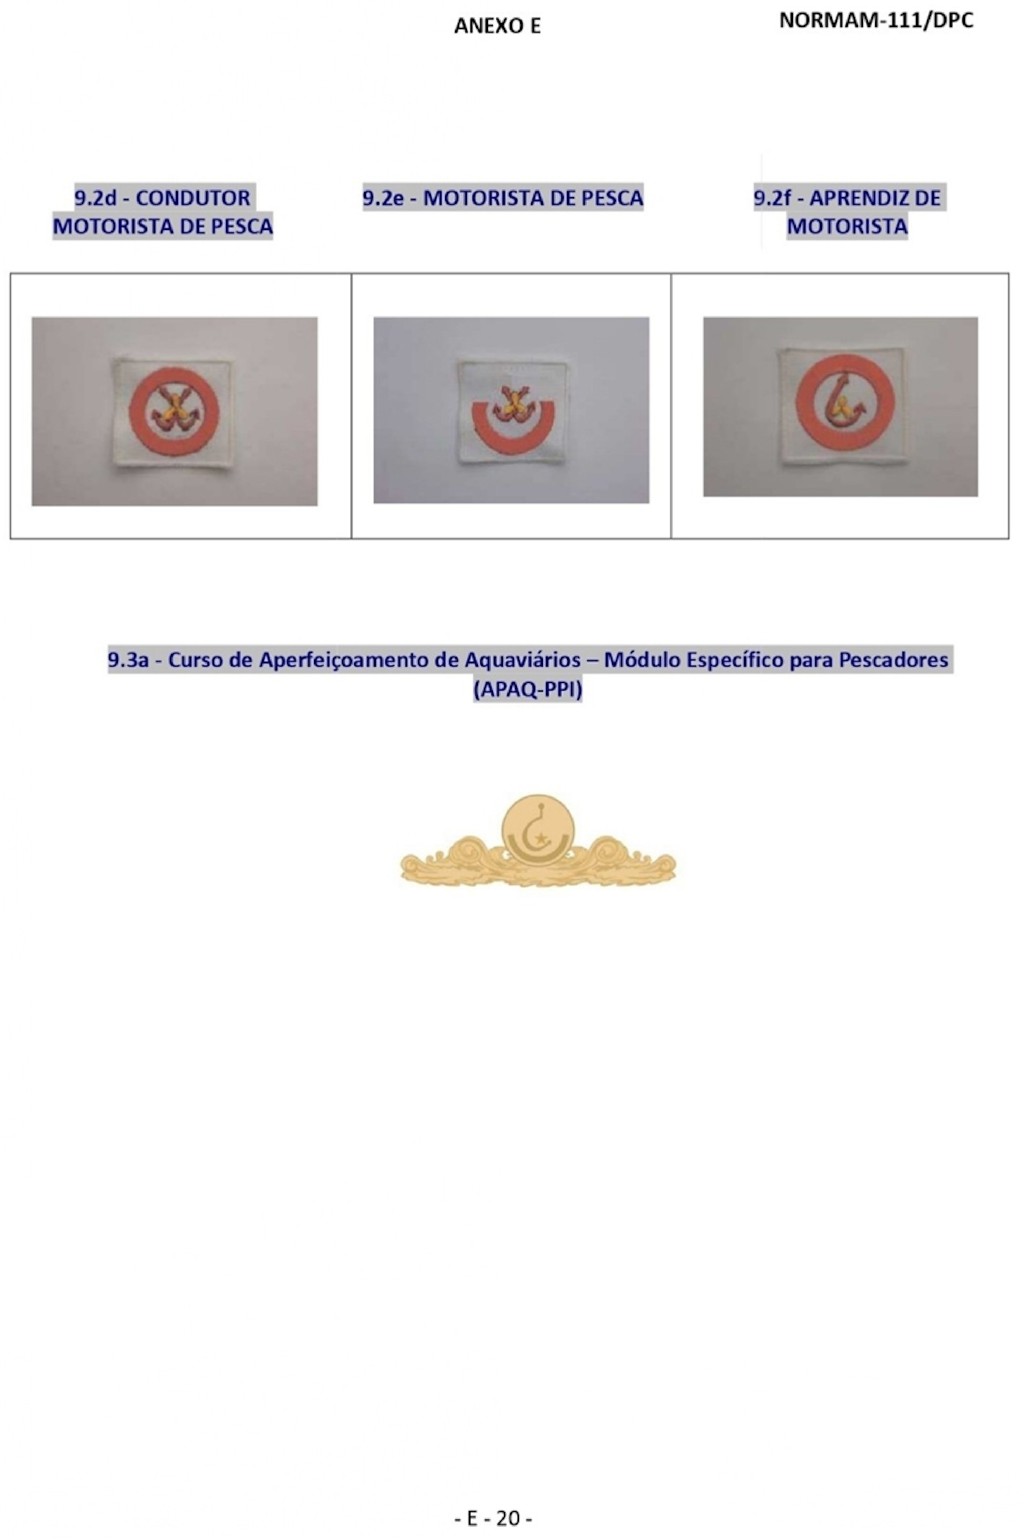 ANEXO E
NORMAM-111/DPC
9.2d - CONDUTOR
MOTORISTA DE PESCA
9.2e - MOTORISTA DE PESCA
9.2f - APRENDIZ DE
MOTORISTA
9.3a - Curso de Aperfeiçoamento de Aquaviários – Módulo Específico para Pescadores
(APAQ-PPI)
- E - 20 -